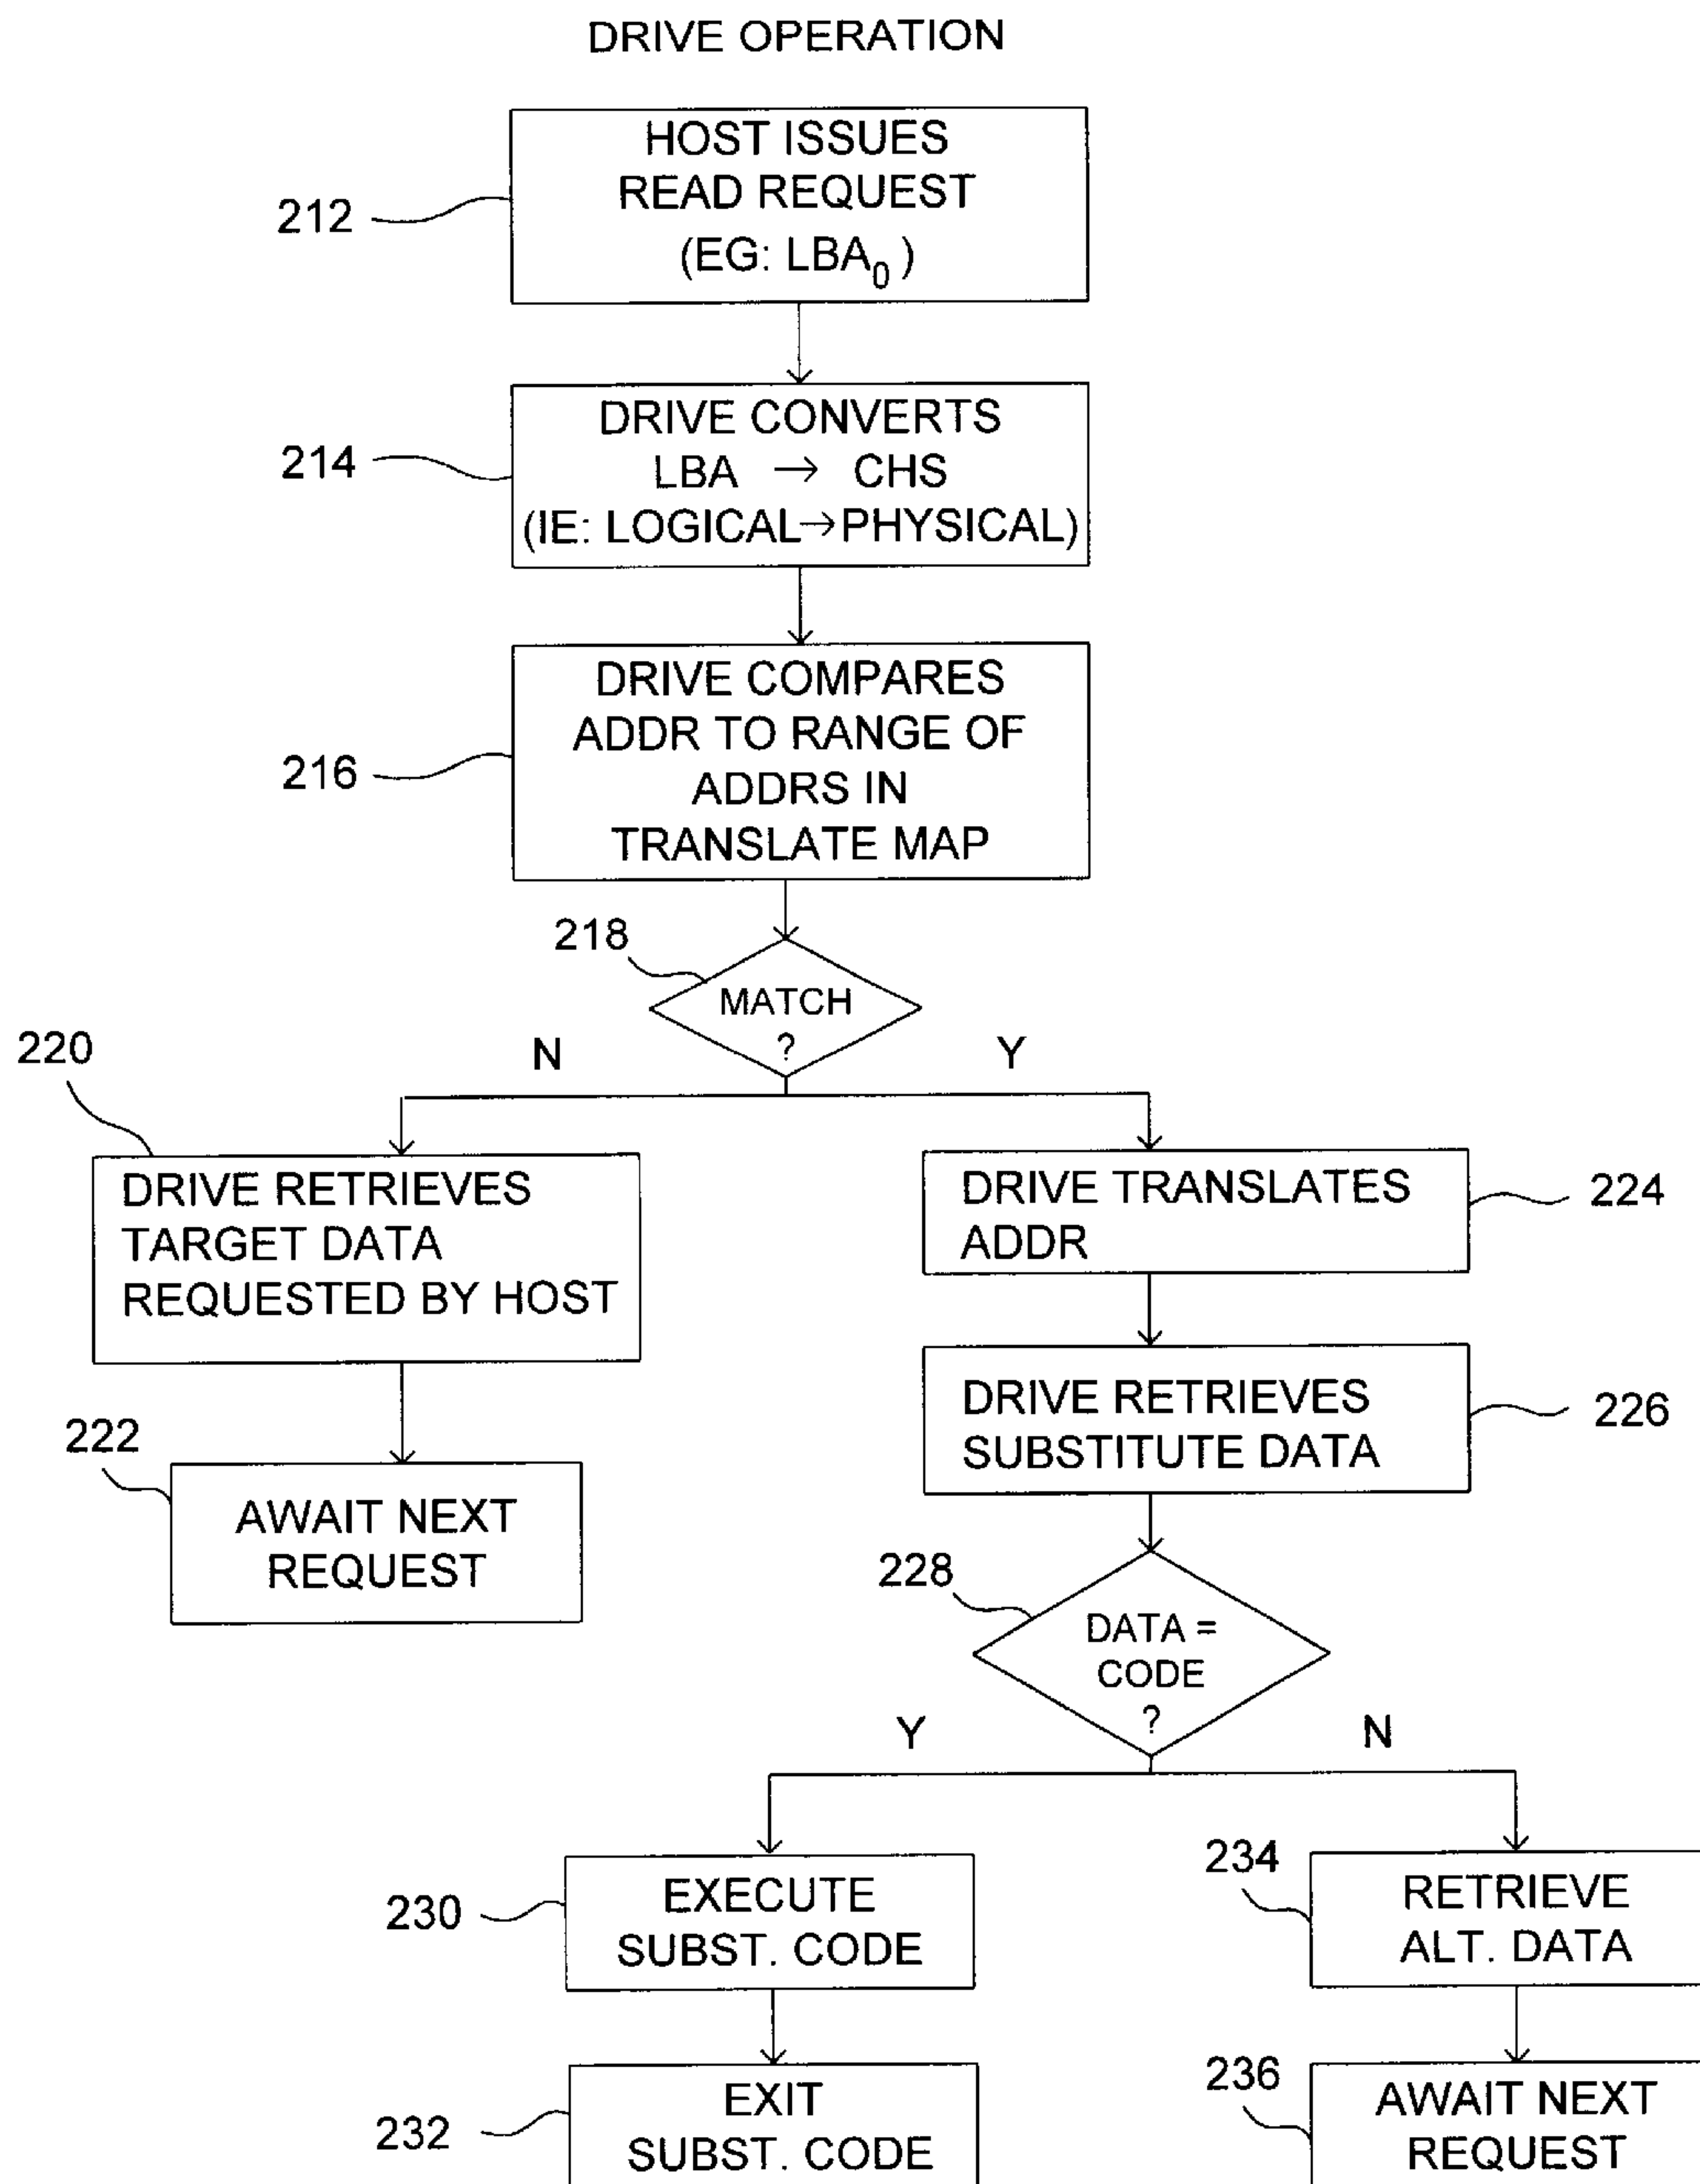 DRIVE OPERATION
HOST ISSUES
READ REQUEST
(EG: LBA₀ )
212
DRIVE CONVERTS
LBA → CHS
(IE: LOGICAL→PHYSICAL)
214
DRIVE COMPARES
ADDR TO RANGE OF
ADDRS IN
TRANSLATE MAP
216
218
MATCH
?
N
Y
220
DRIVE RETRIEVES
TARGET DATA
REQUESTED BY HOST
222
AWAIT NEXT
REQUEST
DRIVE TRANSLATES
ADDR
224
DRIVE RETRIEVES
SUBSTITUTE DATA
226
228
DATA =
CODE
?
Y
N
230
EXECUTE
SUBST. CODE
232
EXIT
SUBST. CODE
234
RETRIEVE
ALT. DATA
236
AWAIT NEXT
REQUEST